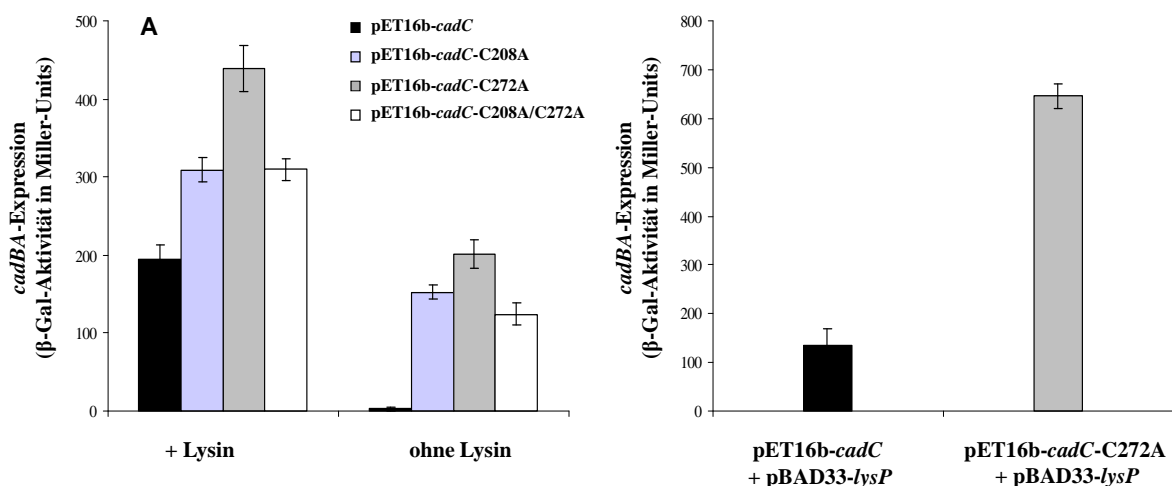 A
pET16b-cadC
pET16b-cadC-C208A
pET16b-cadC-C272A
pET16b-cadC-C208A/C272A
cadBA-Expression
(β-Gal-Aktivität in Miller-Units)
500
400
300
200
100
0
+ Lysin
ohne Lysin
cadBA-Expression
(β-Gal-Aktivität in Miller-Units)
800
700
600
500
400
300
200
100
0
pET16b-cadC
+ pBAD33-lysP
pET16b-cadC-C272A
+ pBAD33-lysP